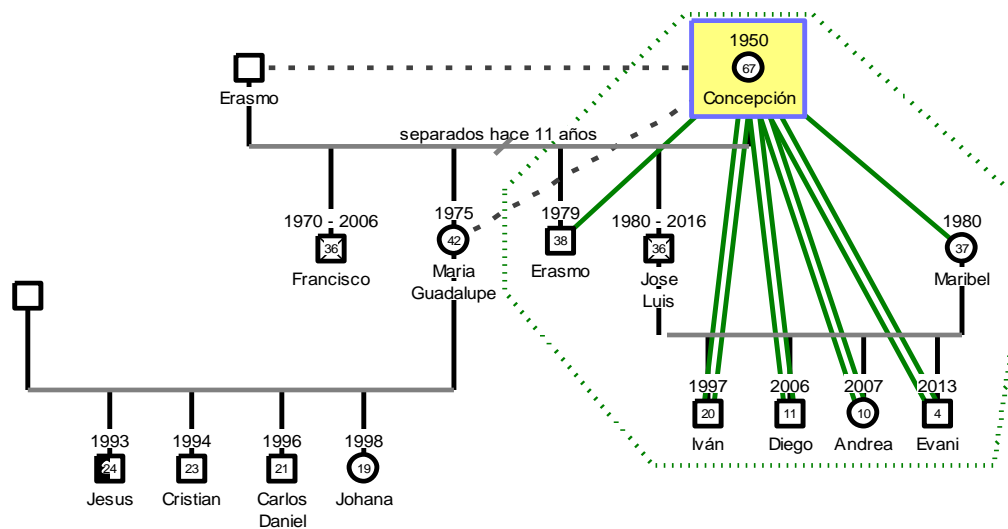 1950
67
Concepción
Erasmo
separados hace 11 años
1970 - 2006
36
Francisco
1975
42
Maria
Guadalupe
1979
38
Erasmo
1980 - 2016
36
Jose
Luis
1980
37
Maribel
1997
20
Iván
2006
11
Diego
2007
10
Andrea
2013
4
Evani
1993
24
Jesus
1994
23
Cristian
1996
21
Carlos
Daniel
1998
19
Johana